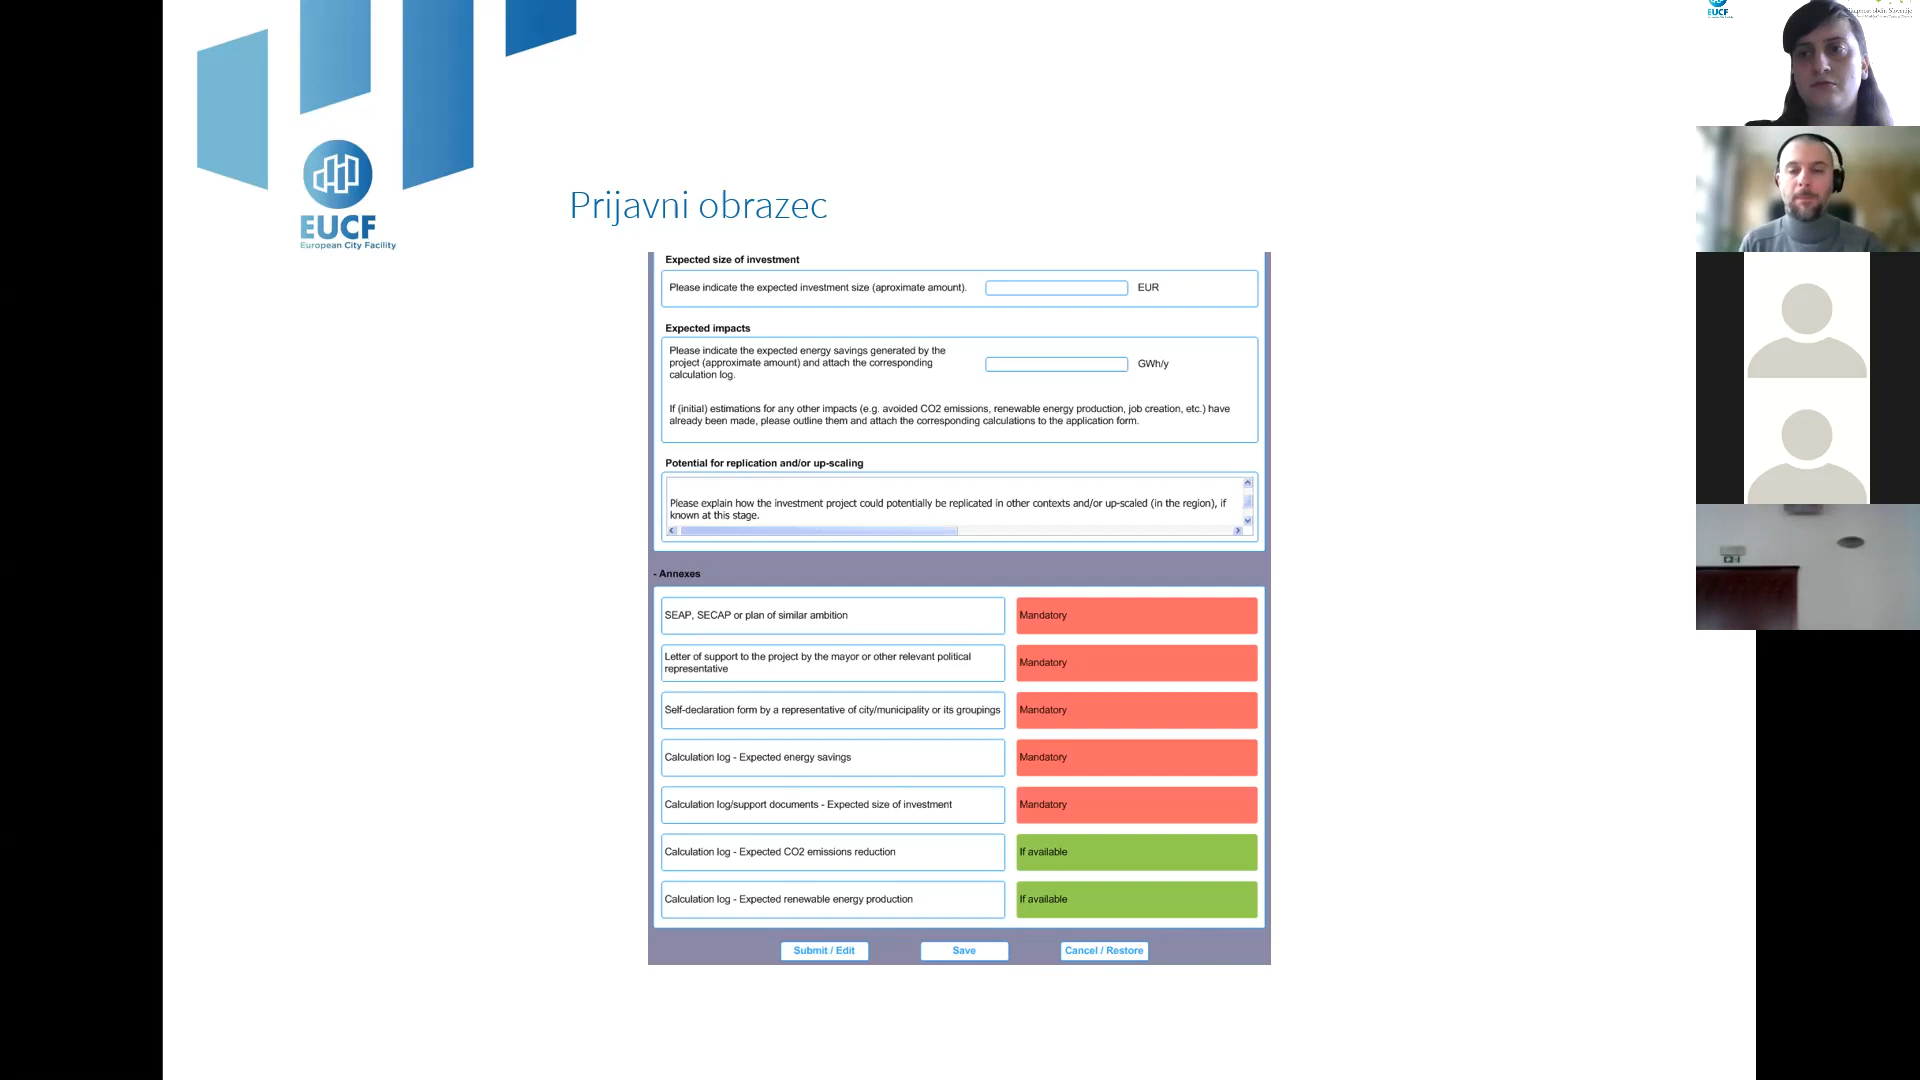 EUCF
European City Facility
Prijavni obrazec
Expected size of investment
Please indicate the expected investment size (aproximate amount).
EUR
Expected impacts
Please indicate the expected energy savings generated by the
project (approximate amount) and attach the corresponding
calculation log.
GWh/y
If (initial) estimations for any other impacts (e.g. avoided CO2 emissions, renewable energy production, job creation, etc.) have
already been made, please outline them and attach the corresponding calculations to the application form.
Potential for replication and/or up-scaling
Please explain how the investment project could potentially be replicated in other contexts and/or up-scaled (in the region), if
known at this stage.
- Annexes
SEAP, SECAP or plan of similar ambition
Mandatory
Letter of support to the project by the mayor or other relevant political
representative
Mandatory
Self-declaration form by a representative of city/municipality or its groupings
Mandatory
Calculation log - Expected energy savings
Mandatory
Calculation log/support documents - Expected size of investment
Mandatory
Calculation log - Expected CO2 emissions reduction
If available
Calculation log - Expected renewable energy production
If available
Submit / Edit
Save
Cancel / Restore
EUCF
občin Slovenije